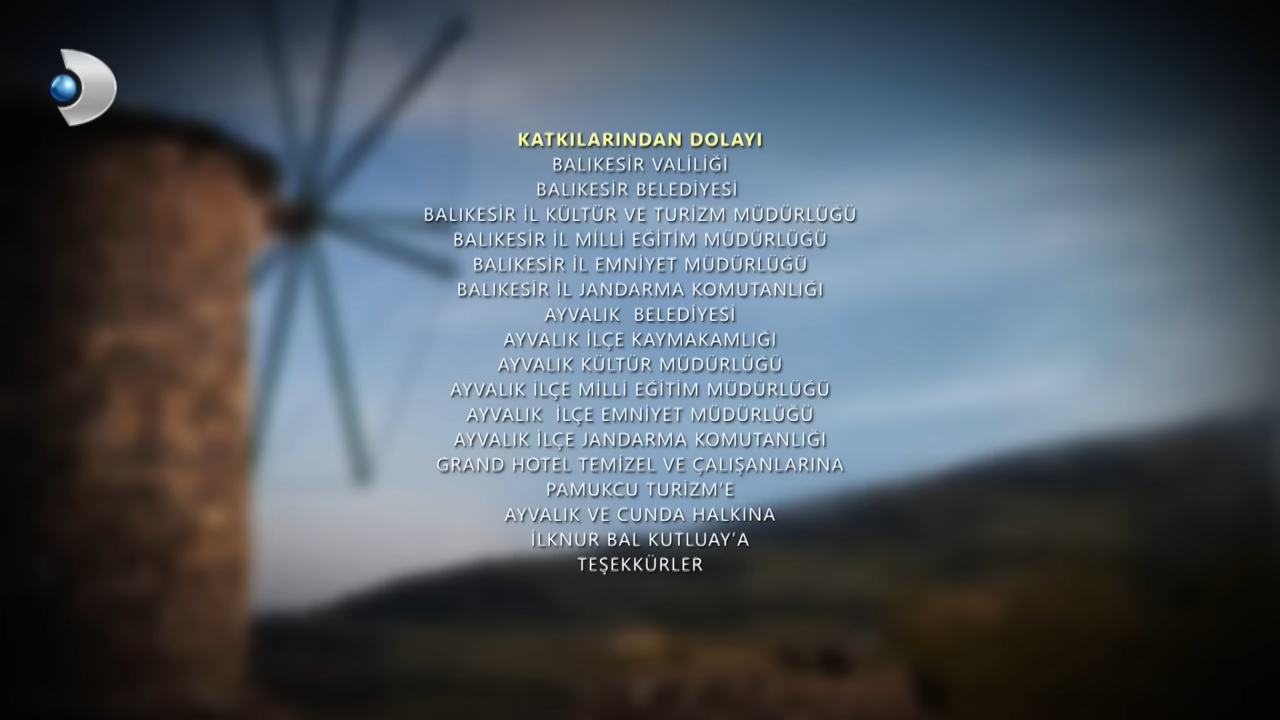 KATKILARINDAN DOLAYI
BALIKESİR VALİLİĞİ
BALIKESİR BELEDİYESİ
BALIKESİR İL KÜLTÜR VE TURİZM MÜDÜRLÜĞÜ
BALIKESİR İL MİLLİ EĞİTİM MÜDÜRLÜĞÜ
BALIKESİR İL EMNİYET MÜDÜRLÜĞÜ
BALIKESİR İL JANDARMA KOMUTANLIĞI
AYVALIK  BELEDİYESİ
AYVALIK İLÇE KAYMAKAMLIĞI
AYVALIK KÜLTÜR MÜDÜRLÜĞÜ
AYVALIK İLÇE MİLLİ EĞİTİM MÜDÜRLÜĞÜ
AYVALIK  İLÇE EMNİYET MÜDÜRLÜĞÜ
AYVALIK İLÇE JANDARMA KOMUTANLIĞI
GRAND HOTEL TEMİZEL VE ÇALIŞANLARINA
PAMUKCU TURİZM'E
AYVALIK VE CUNDA HALKINA
İLKNUR BAL KUTLUAY'A
TEŞEKKÜRLER